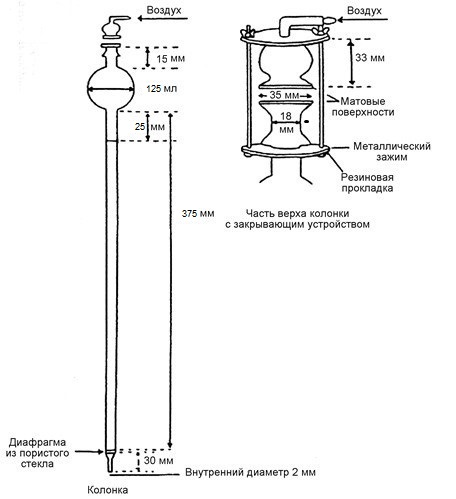 Воздух
Воздух
15 мм
33 мм
125 мл
35 мм
Матовые
поверхности
18
мм
25 мм
Металлический
зажим
Резиновая
прокладка
375 мм
Часть верха колонки
с закрывающим устройством
Диафрагма
из пористого
стекла
30 мм
Внутренний диаметр 2 мм
Колонка